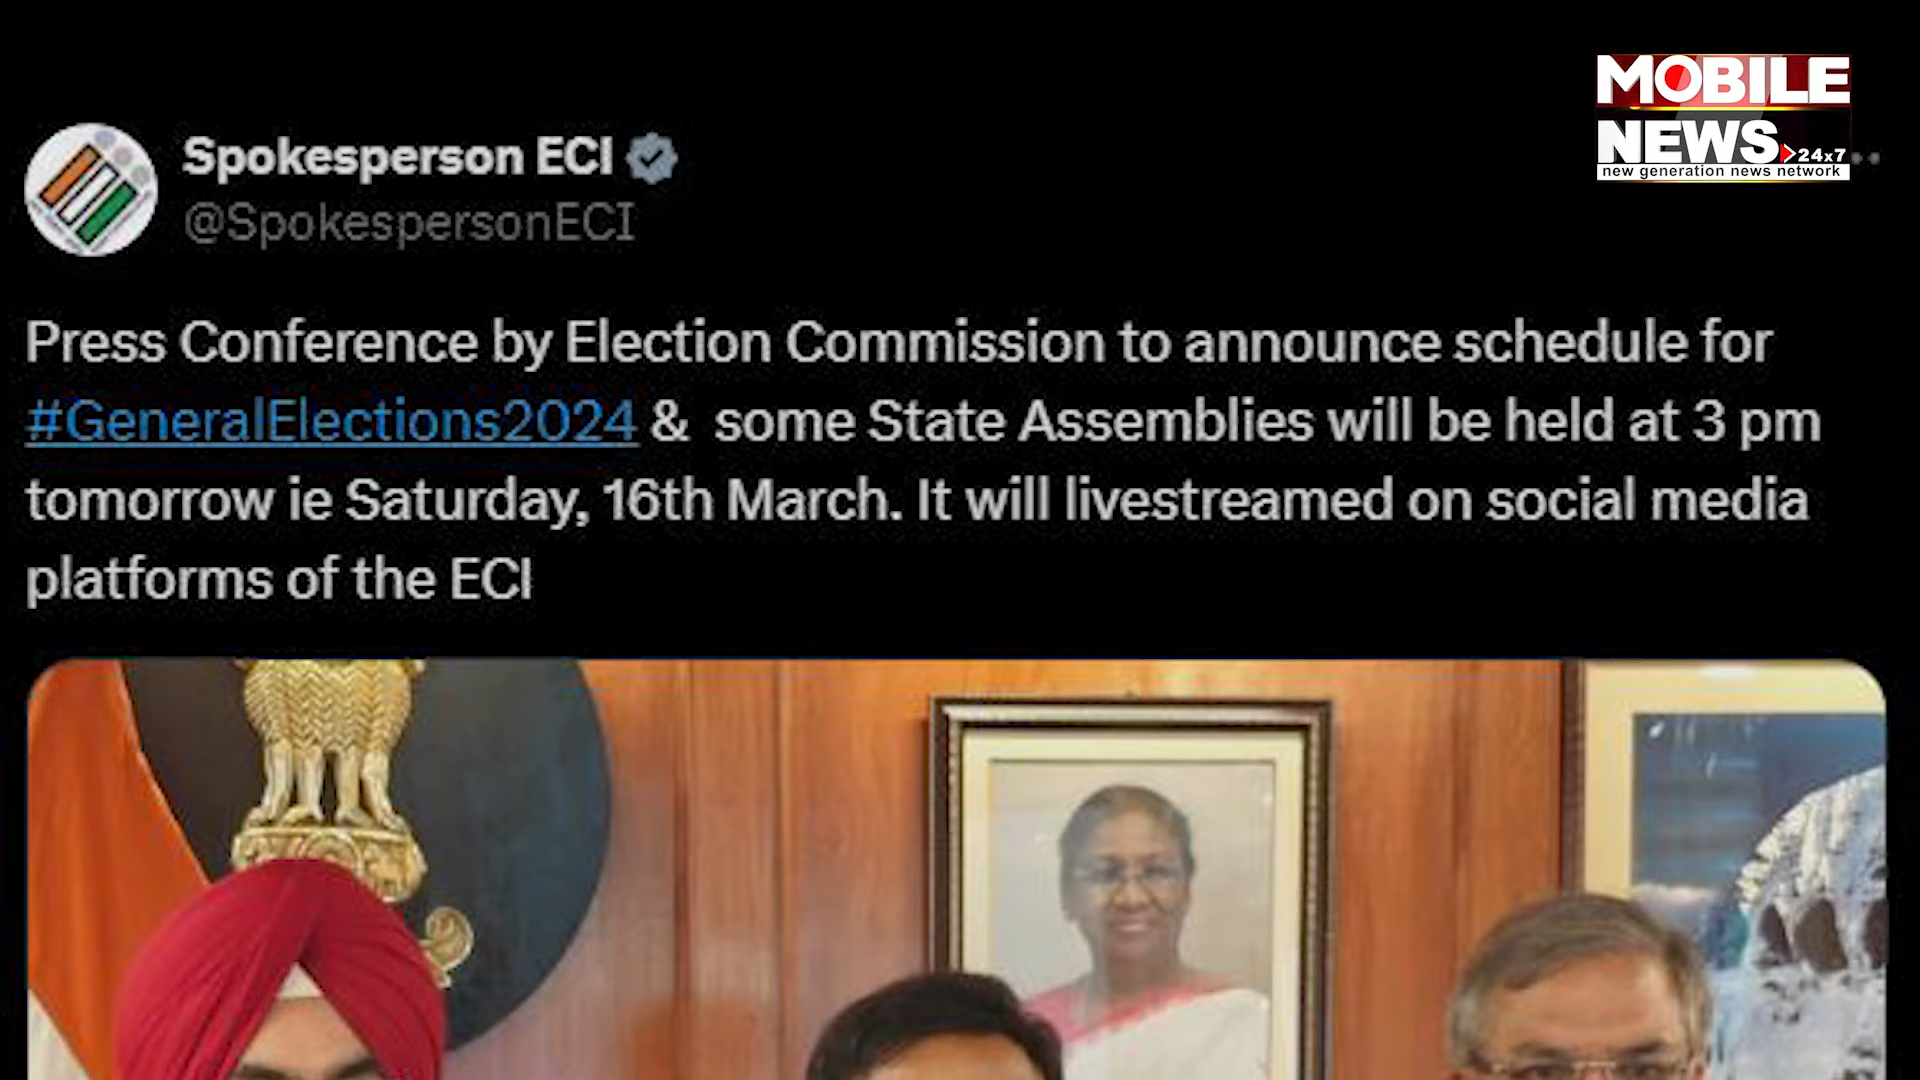 MOBILE
NEWS 24x7
new generation news network
Spokesperson ECI
@SpokespersonECI
Press Conference by Election Commission to announce schedule for
#GeneralElections2024 &  some State Assemblies will be held at 3 pm
tomorrow ie Saturday, 16th March. It will livestreamed on social media
platforms of the ECI